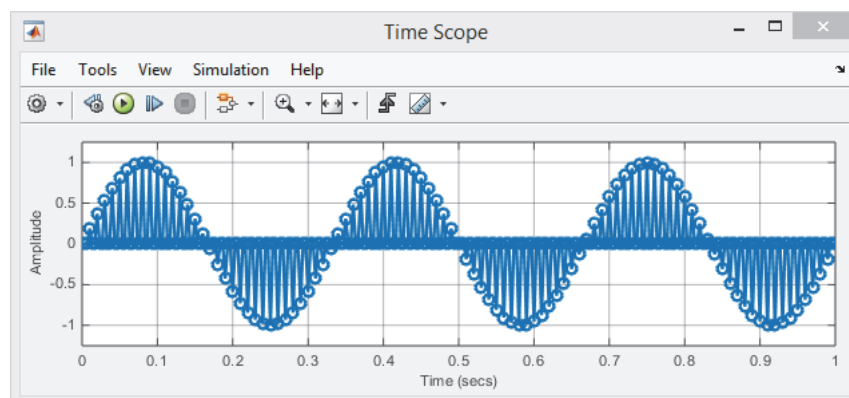 Time Scope
File Tools View Simulation Help
1
0.5
0
-0.5
-1
Amplitude
0 0.1 0.2 0.3 0.4 0.5 0.6 0.7 0.8 0.9 1
Time (secs)